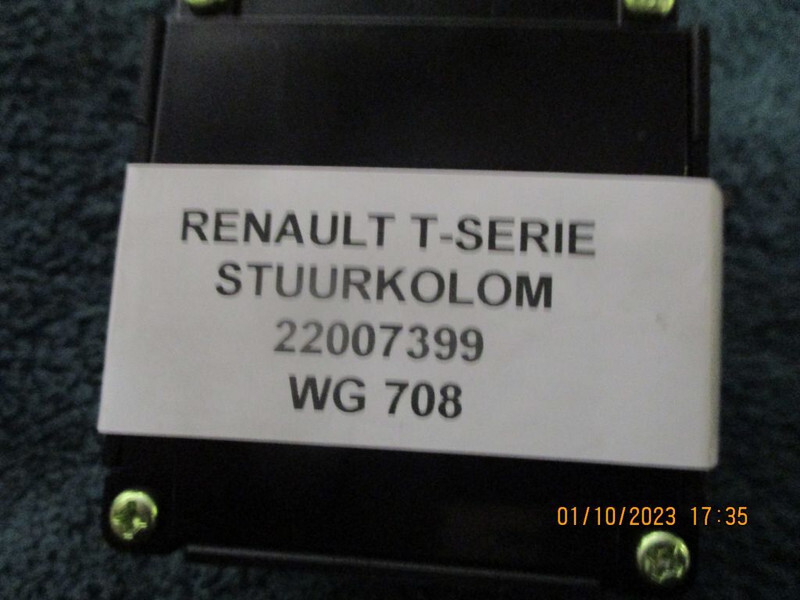 RENAULT T-SERIE
STUURKOLOM
22007399
WG 708
01/10/2023 17:35